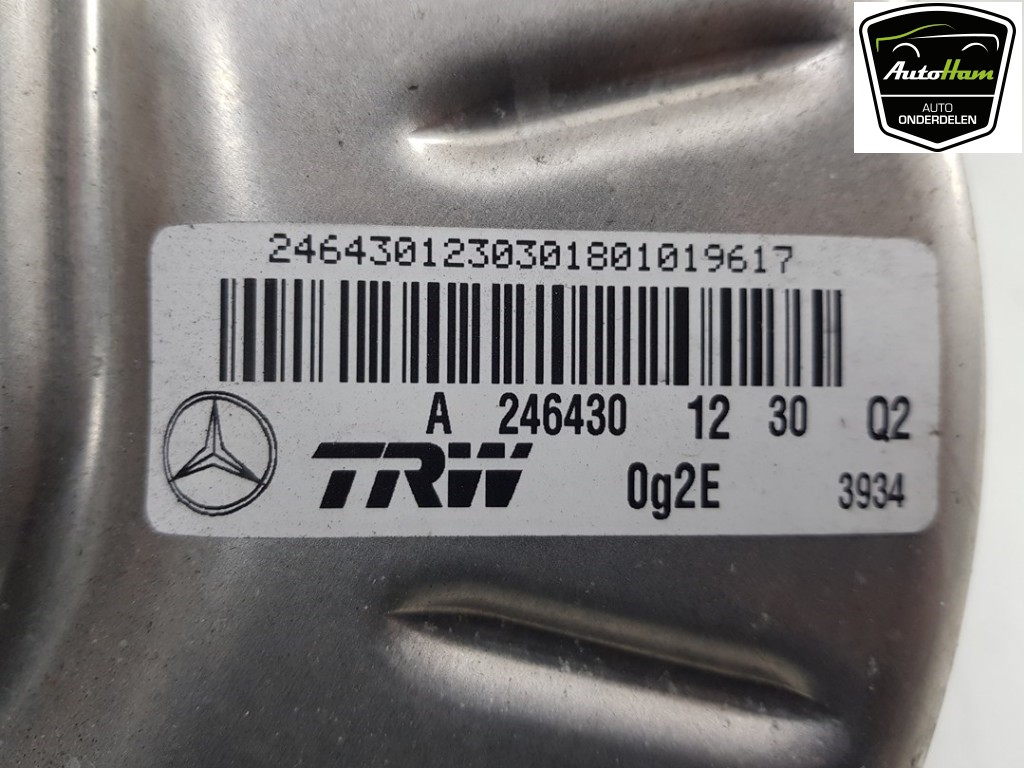 AutoHam
AUTO
ONDERDELEN
2464301230301801019617
A 246430 12 30 Q2
TRW 0g2E 3934